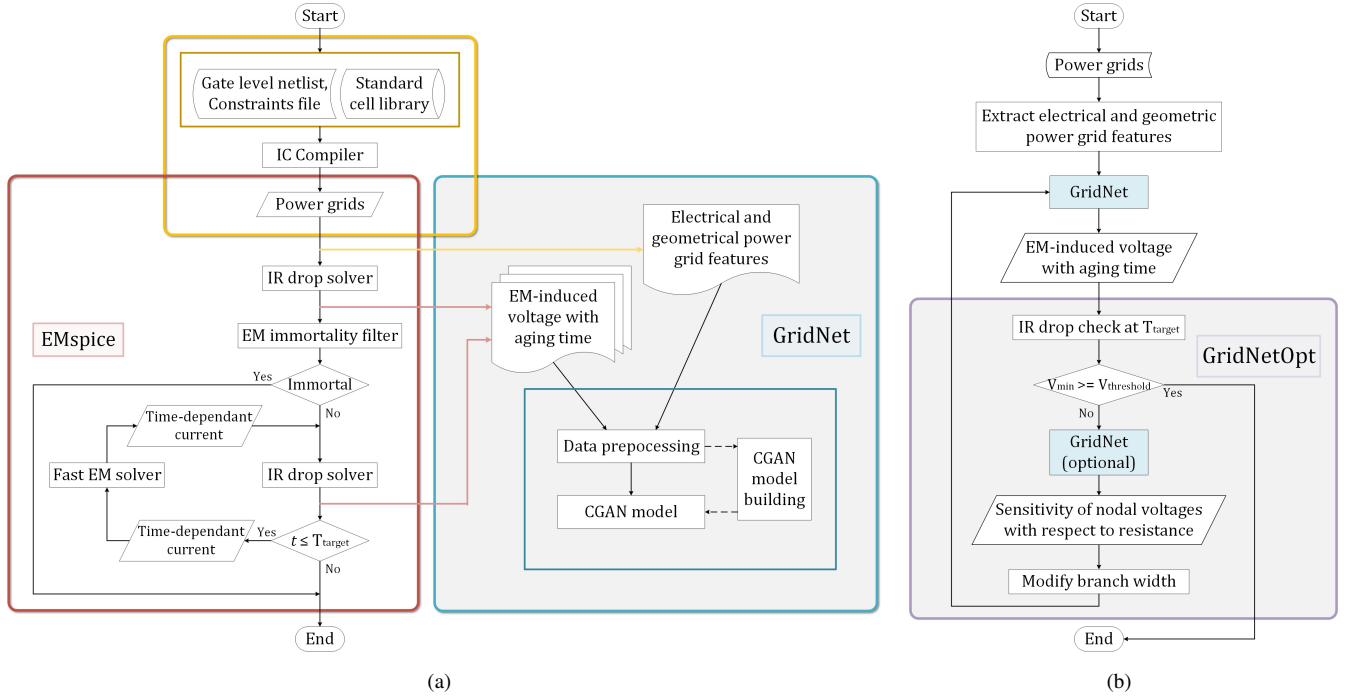 Start
Gate level netlist,
Constraints file
Standard
cell library
IC Compiler
Power grids
IR drop solver
EMspice
EM immortality filter
Yes
Immortal
No
Time-dependant
current
Fast EM solver
IR drop solver
Time-dependant
current
Yes
t ≤ Ttarget
No
End
Electrical and
geometrical power
grid features
EM-induced
voltage with
aging time
GridNet
Data prepocessing
CGAN
model
building
CGAN model
(a)
Start
Power grids
Extract electrical and geometric
power grid features
GridNet
EM-induced voltage
with aging time
IR drop check at Ttarget
GridNetOpt
Vmin >= Vthreshold
Yes
No
GridNet
(optional)
Sensitivity of nodal voltages
with respect to resistance
Modify branch width
End
(b)